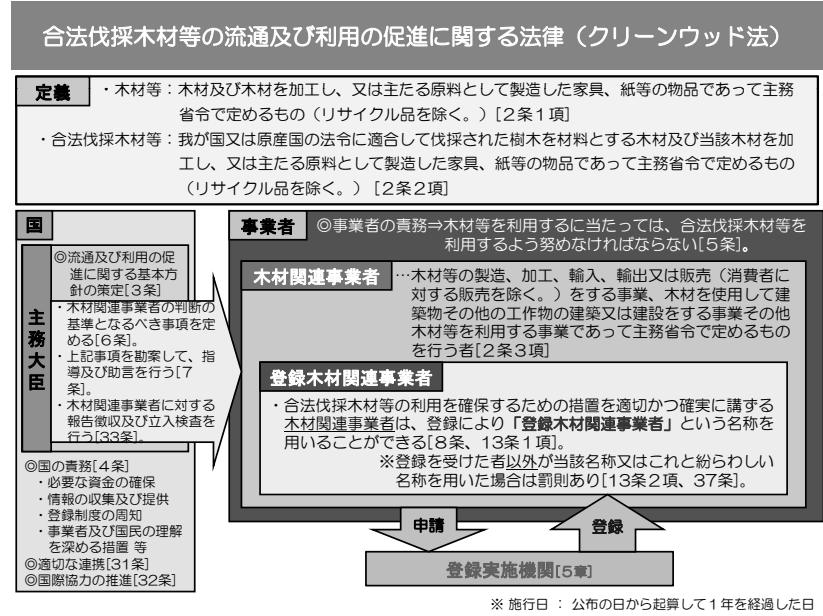 合法伐採木材等の流通及び利用の促進に関する法律（クリーンウッド法）
定義
・木材等：木材及び木材を加工し、又は主たる原料として製造した家具、紙等の物品であって主務
省令で定めるもの（リサイクル品を除く。）[２条１項]
・合法伐採木材等：我が国又は原産国の法令に適合して伐採された樹木を材料とする木材及び当該木材を加
工し、又は主たる原料として製造した家具、紙等の物品であって主務省令で定めるもの
（リサイクル品を除く。）[２条２項]
国
主務大臣
◎流通及び利用の促
進に関する基本方
針の策定[３条]
・木材関連事業者の判断の
基準となるべき事項を定
める[６条]。
・上記事項を勘案して、指
導及び助言を行う[７
条]。
・木材関連事業者に対する
報告徴収及び立入検査を
行う[33条]。
◎国の責務[４条]
・必要な資金の確保
・情報の収集及び提供
・登録制度の周知
・事業者及び国民の理解
を深める措置 等
◎適切な連携[31条]
◎国際協力の推進[32条]
事業者
◎事業者の責務⇒木材等を利用するに当たっては、合法伐採木材等を
利用するよう努めなければならない[５条]。
木材関連事業者
…木材等の製造、加工、輸入、輸出又は販売（消費者に
対する販売を除く。）をする事業、木材を使用して建
築物その他の工作物の建築又は建設をする事業その他
木材等を利用する事業であって主務省令で定めるもの
を行う者[２条３項]
登録木材関連事業者
・合法伐採木材等の利用を確保するための措置を適切かつ確実に講ずる
木材関連事業者は、登録により「登録木材関連事業者」という名称を
用いることができる[８条、13条１項]。
※登録を受けた者以外が当該名称又はこれと紛らわしい
名称を用いた場合は罰則あり[13条２項、37条]。
申請
登録
登録実施機関[５章]
※ 施行日 ： 公布の日から起算して１年を経過した日